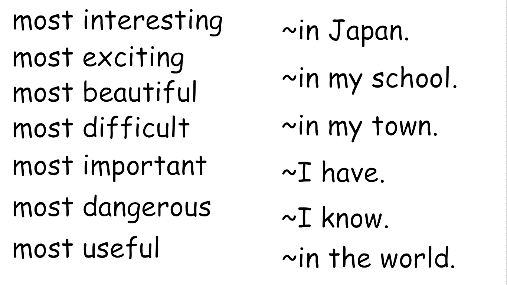 most interesting
most exciting
most beautiful
most difficult
most important
most dangerous
most useful
~in Japan.
~in my school.
~in my town.
~I have.
~I know.
~in the world.